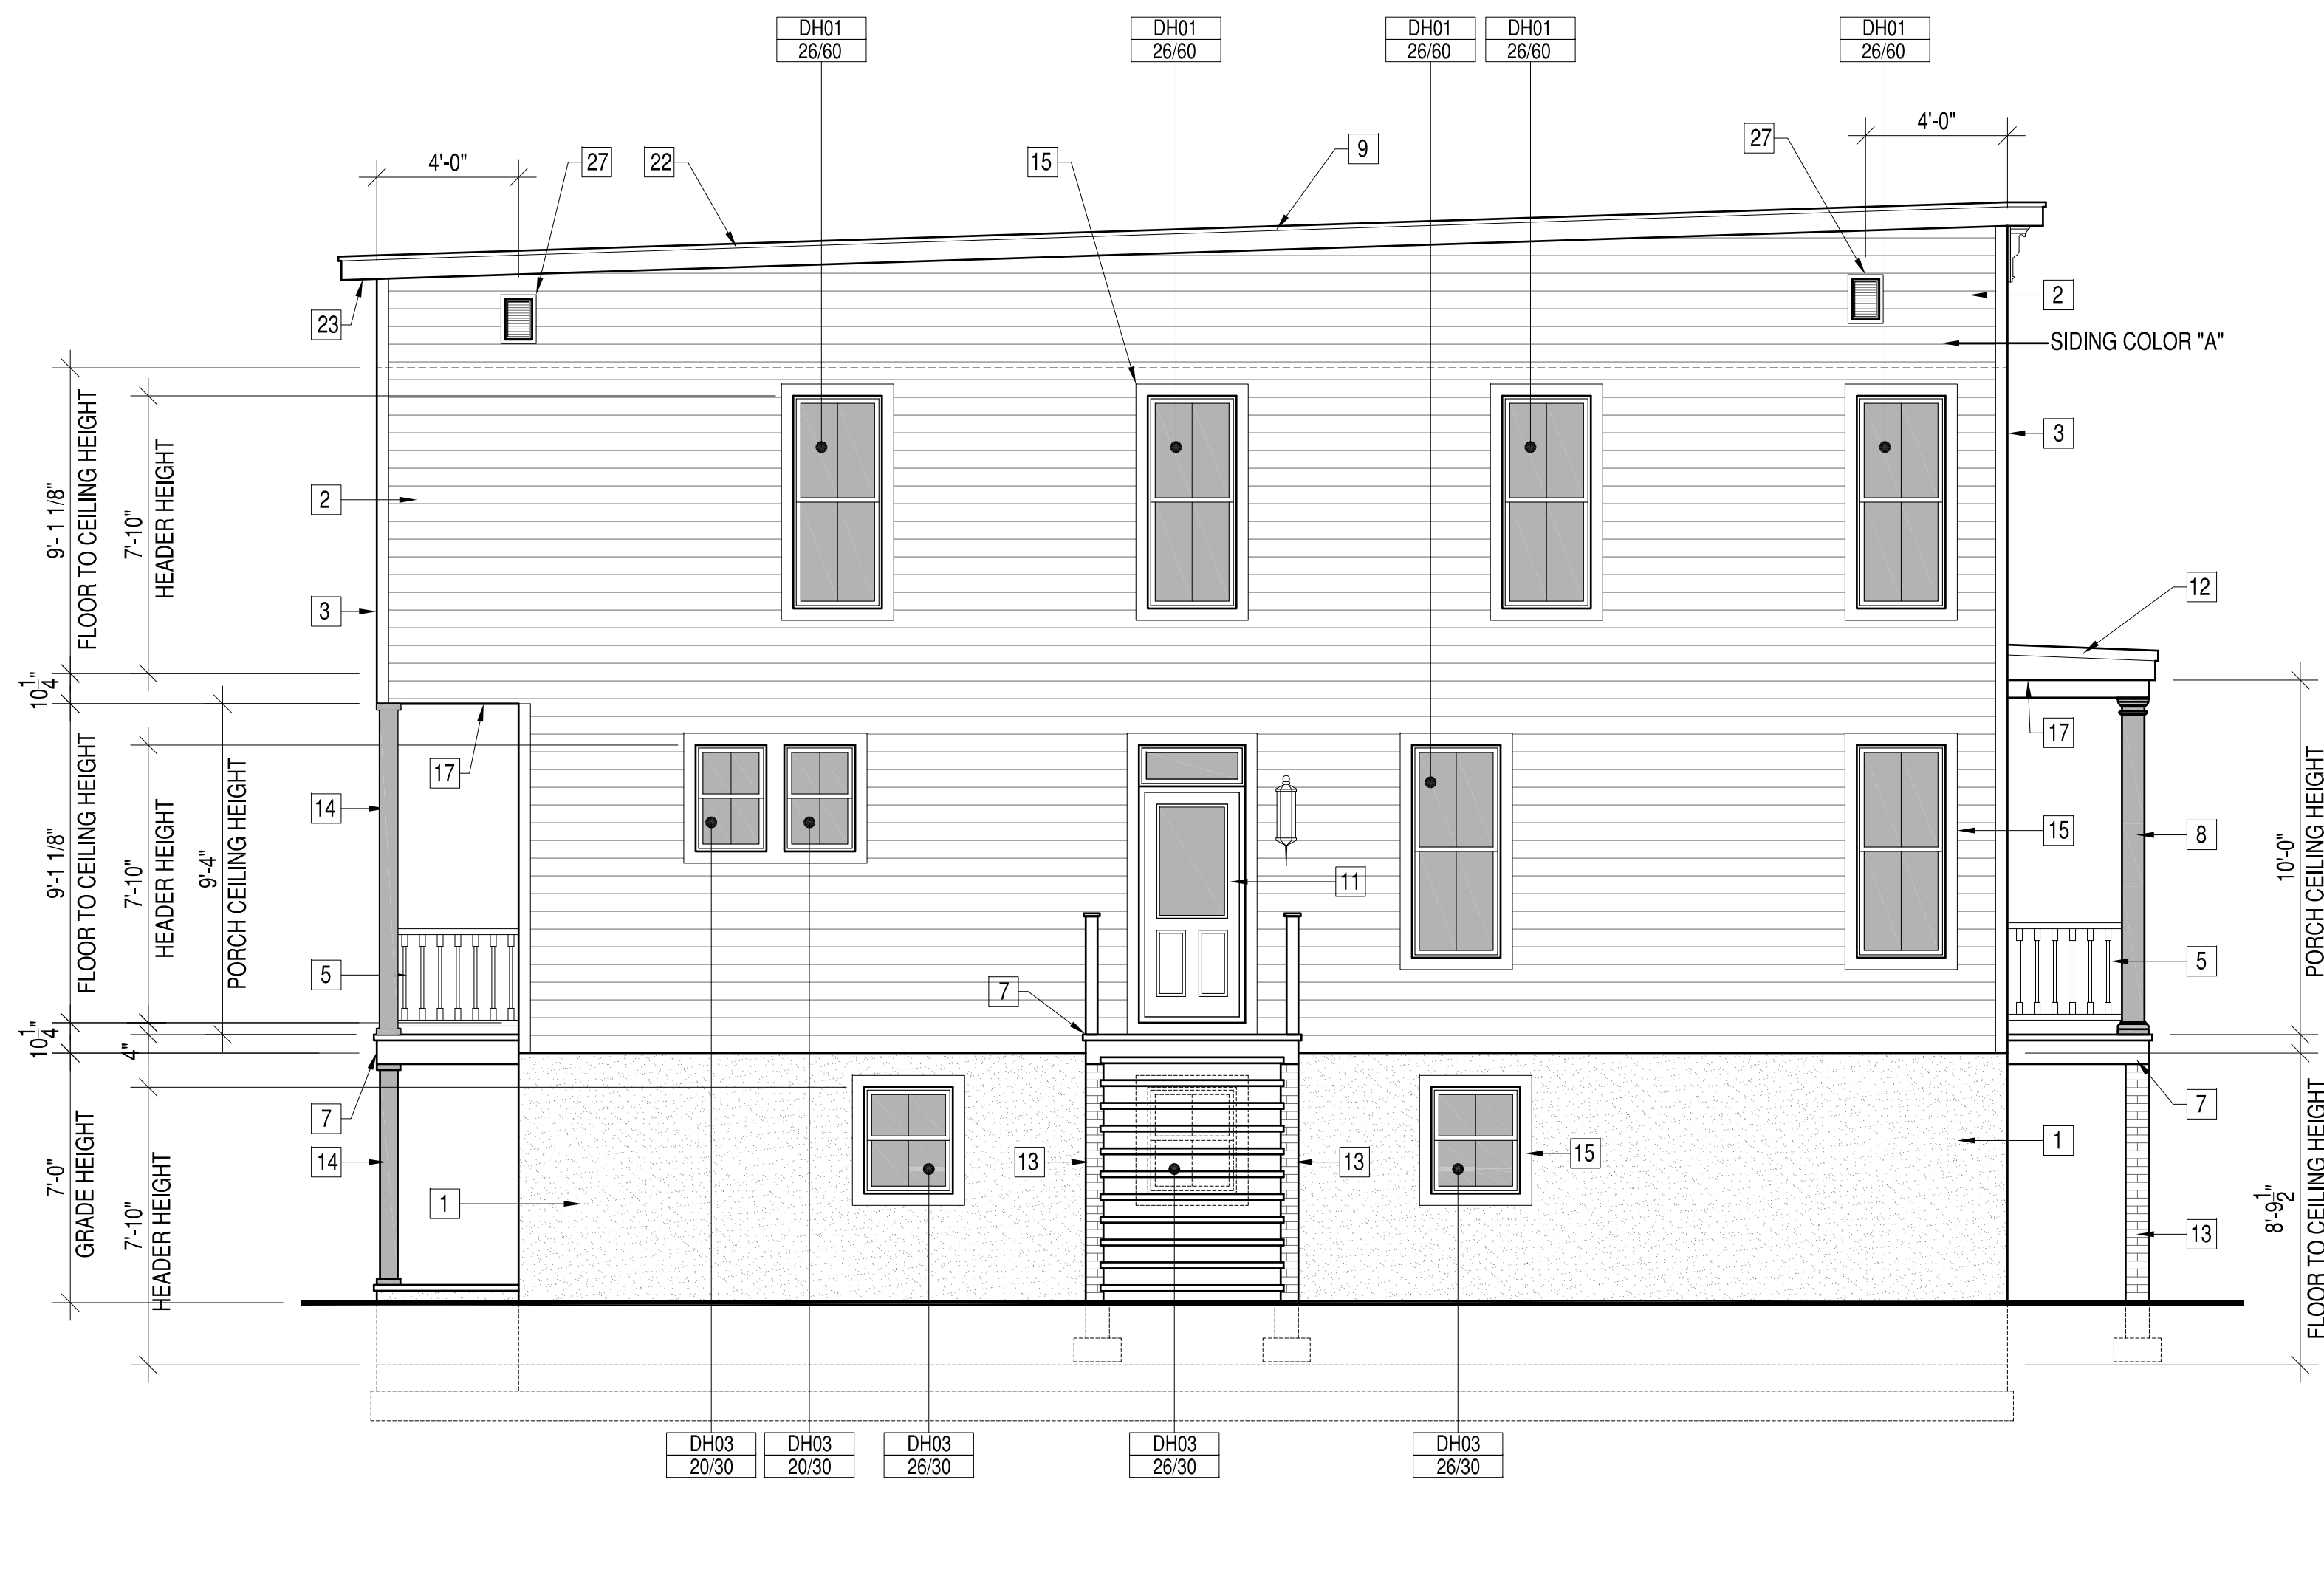 DH01
26/60
DH01
26/60
DH01
26/60
DH01
26/60
DH01
26/60
4'-0"
27
22
15
9
27
4'-0"
23
2
SIDING COLOR "A"
3
2
3
9'- 1 1/8"
FLOOR TO CEILING HEIGHT
7'-10"
HEADER HEIGHT
10 1/4"
12
17
17
14
15
8
11
9'-1 1/8"
FLOOR TO CEILING HEIGHT
7'-10"
HEADER HEIGHT
9'-4"
PORCH CEILING HEIGHT
10'-0"
PORCH CEILING HEIGHT
5
7
5
10 1/4"
4"
7
7
14
1
13
13
15
1
13
7'-0"
GRADE HEIGHT
7'-10"
HEADER HEIGHT
8'-9 1/2"
FLOOR TO CEILING HEIGHT
DH03
20/30
DH03
20/30
DH03
26/30
DH03
26/30
DH03
26/30